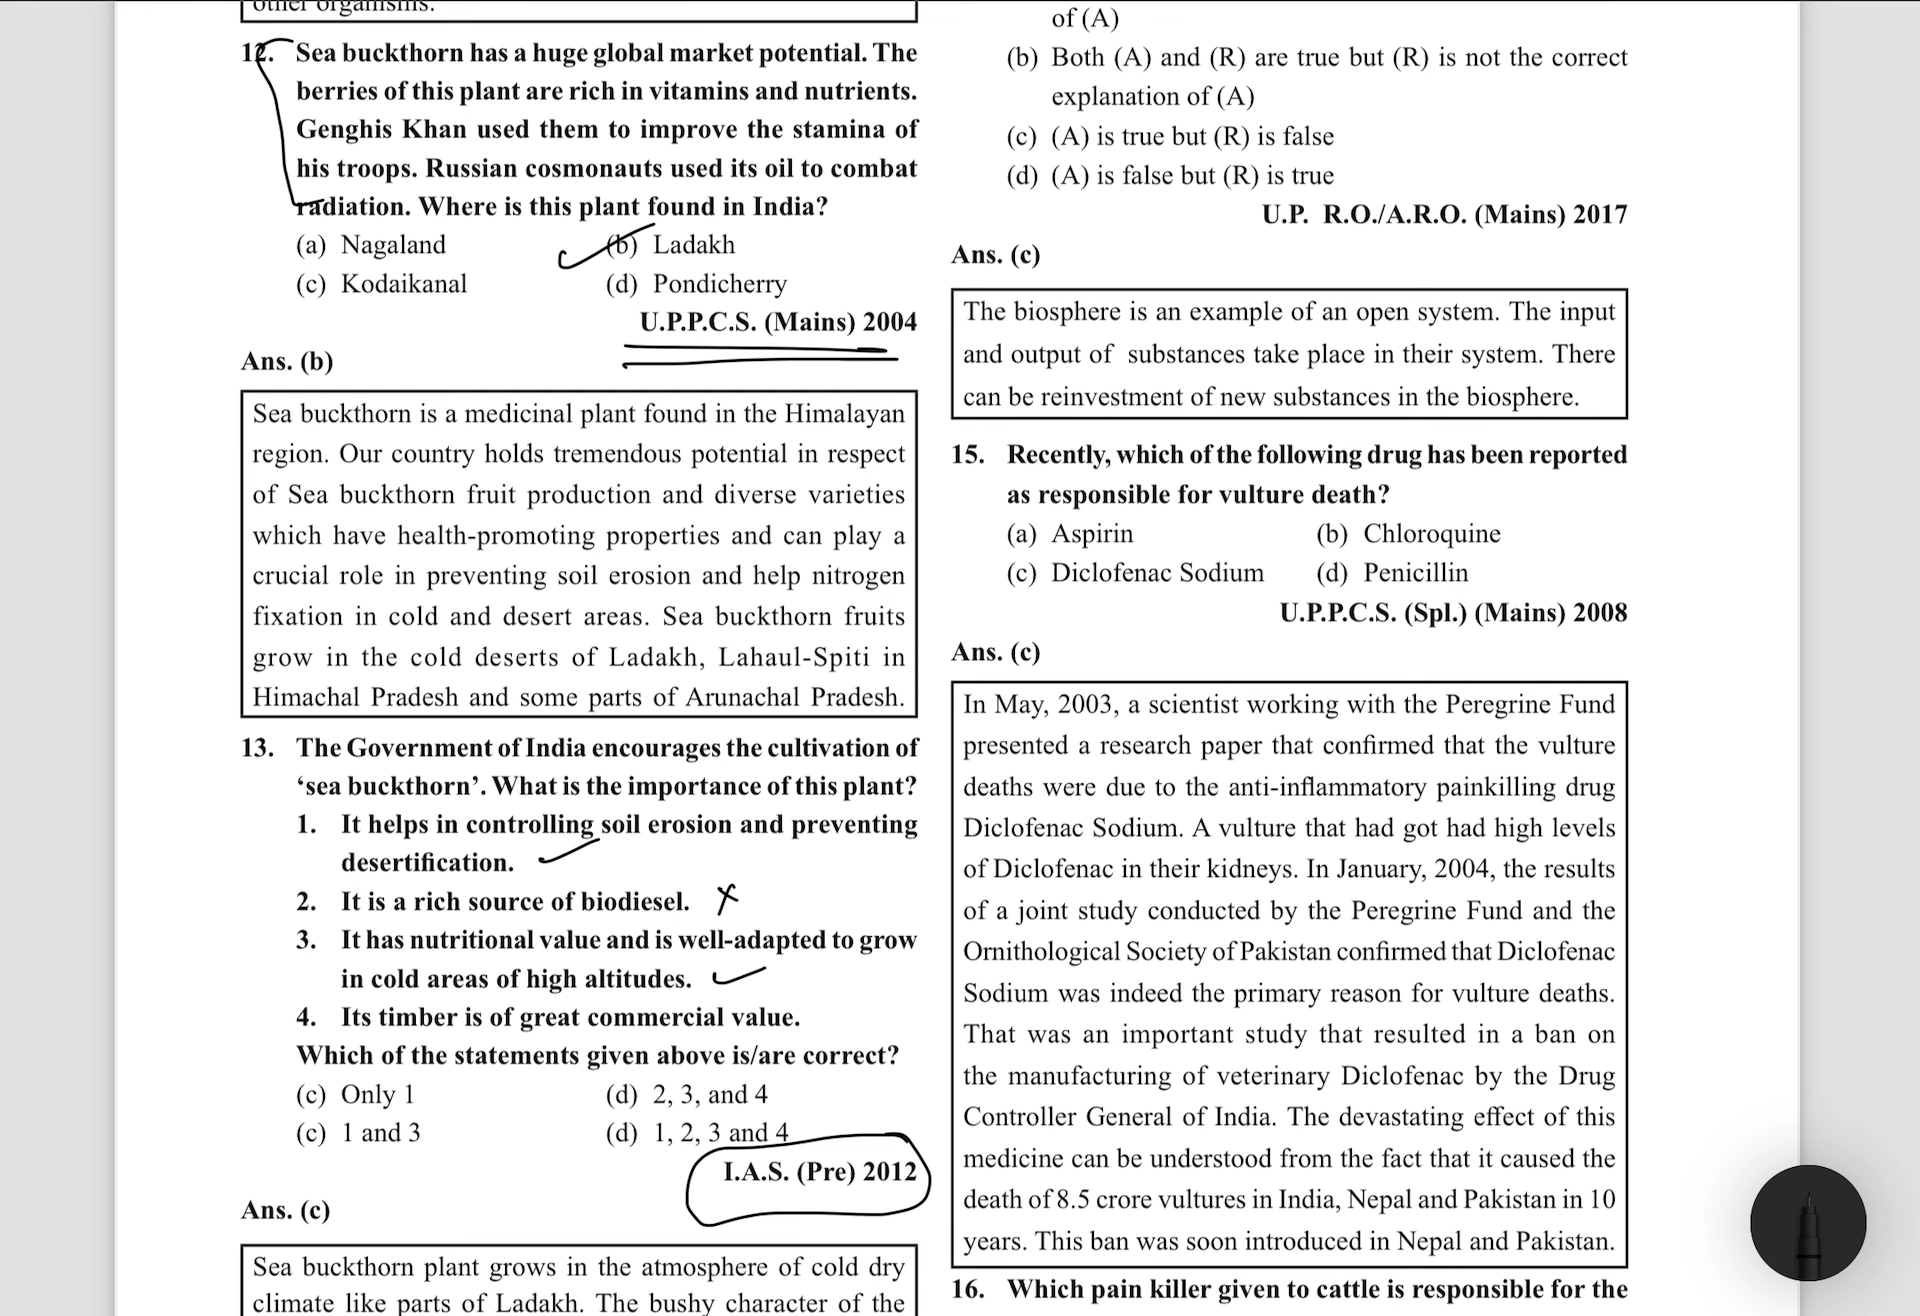 other organisms.
12. Sea buckthorn has a huge global market potential. The
berries of this plant are rich in vitamins and nutrients.
Genghis Khan used them to improve the stamina of
his troops. Russian cosmonauts used its oil to combat
radiation. Where is this plant found in India?
(a) Nagaland (b) Ladakh
(c) Kodaikanal (d) Pondicherry
U.P.P.C.S. (Mains) 2004
Ans. (b)
Sea buckthorn is a medicinal plant found in the Himalayan
region. Our country holds tremendous potential in respect
of Sea buckthorn fruit production and diverse varieties
which have health-promoting properties and can play a
crucial role in preventing soil erosion and help nitrogen
fixation in cold and desert areas. Sea buckthorn fruits
grow in the cold deserts of Ladakh, Lahaul-Spiti in
Himachal Pradesh and some parts of Arunachal Pradesh.
13. The Government of India encourages the cultivation of
‘sea buckthorn’. What is the importance of this plant?
1. It helps in controlling soil erosion and preventing
desertification.
2. It is a rich source of biodiesel.
3. It has nutritional value and is well-adapted to grow
in cold areas of high altitudes.
4. Its timber is of great commercial value.
Which of the statements given above is/are correct?
(c) Only 1 (d) 2, 3, and 4
(c) 1 and 3 (d) 1, 2, 3 and 4
I.A.S. (Pre) 2012
Ans. (c)
Sea buckthorn plant grows in the atmosphere of cold dry
climate like parts of Ladakh. The bushy character of the
of (A)
(b) Both (A) and (R) are true but (R) is not the correct
explanation of (A)
(c) (A) is true but (R) is false
(d) (A) is false but (R) is true
U.P. R.O./A.R.O. (Mains) 2017
Ans. (c)
The biosphere is an example of an open system. The input
and output of substances take place in their system. There
can be reinvestment of new substances in the biosphere.
15. Recently, which of the following drug has been reported
as responsible for vulture death?
(a) Aspirin (b) Chloroquine
(c) Diclofenac Sodium (d) Penicillin
U.P.P.C.S. (Spl.) (Mains) 2008
Ans. (c)
In May, 2003, a scientist working with the Peregrine Fund
presented a research paper that confirmed that the vulture
deaths were due to the anti-inflammatory painkilling drug
Diclofenac Sodium. A vulture that had got had high levels
of Diclofenac in their kidneys. In January, 2004, the results
of a joint study conducted by the Peregrine Fund and the
Ornithological Society of Pakistan confirmed that Diclofenac
Sodium was indeed the primary reason for vulture deaths.
That was an important study that resulted in a ban on
the manufacturing of veterinary Diclofenac by the Drug
Controller General of India. The devastating effect of this
medicine can be understood from the fact that it caused the
death of 8.5 crore vultures in India, Nepal and Pakistan in 10
years. This ban was soon introduced in Nepal and Pakistan.
16. Which pain killer given to cattle is responsible for the